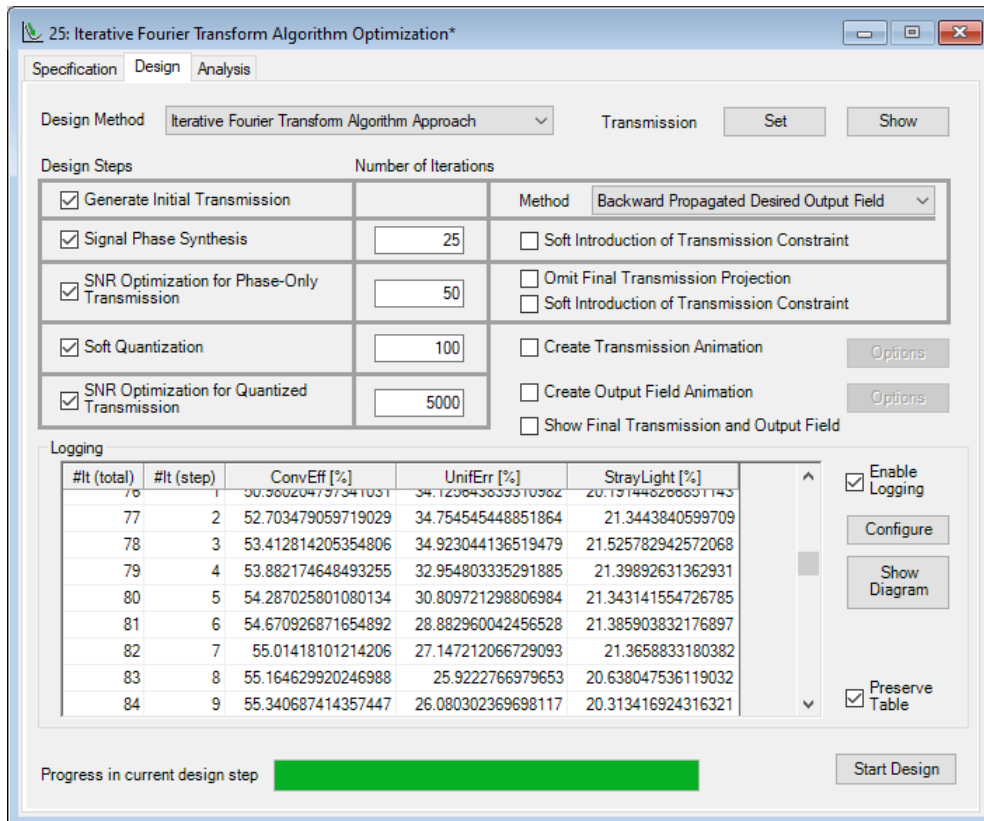 25: Iterative Fourier Transform Algorithm Optimization*
Specification Design Analysis
Design Method Iterative Fourier Transform Algorithm Approach Transmission Set Show
Design Steps Number of Iterations
Generate Initial Transmission Method Backward Propagated Desired Output Field
Signal Phase Synthesis 25 Soft Introduction of Transmission Constraint
SNR Optimization for Phase-Only Transmission 50 Omit Final Transmission Projection
Soft Introduction of Transmission Constraint
Soft Quantization 100 Create Transmission Animation Options
SNR Optimization for Quantized Transmission 5000 Create Output Field Animation Options
Show Final Transmission and Output Field
Logging
#It (total) #It (step) ConvEff [%] UnifErr [%] StrayLight [%]
76 1 50.980204797341031 34.125643839310982 20.191448266851143
77 2 52.703479059719029 34.754545448851864 21.3443840599709
78 3 53.412814205354806 34.923044136519479 21.525782942572068
79 4 53.882174648493255 32.954803335291885 21.39892631362931
80 5 54.287025801080134 30.809721298806984 21.343141554726785
81 6 54.670926871654892 28.882960042456528 21.385903832176897
82 7 55.01418101214206 27.147212066729093 21.3658833180382
83 8 55.164629920246988 25.9222766979653 20.638047536119032
84 9 55.340687414357447 26.080302369698117 20.313416924316321
Enable Logging
Configure
Show Diagram
Preserve Table
Progress in current design step Start Design